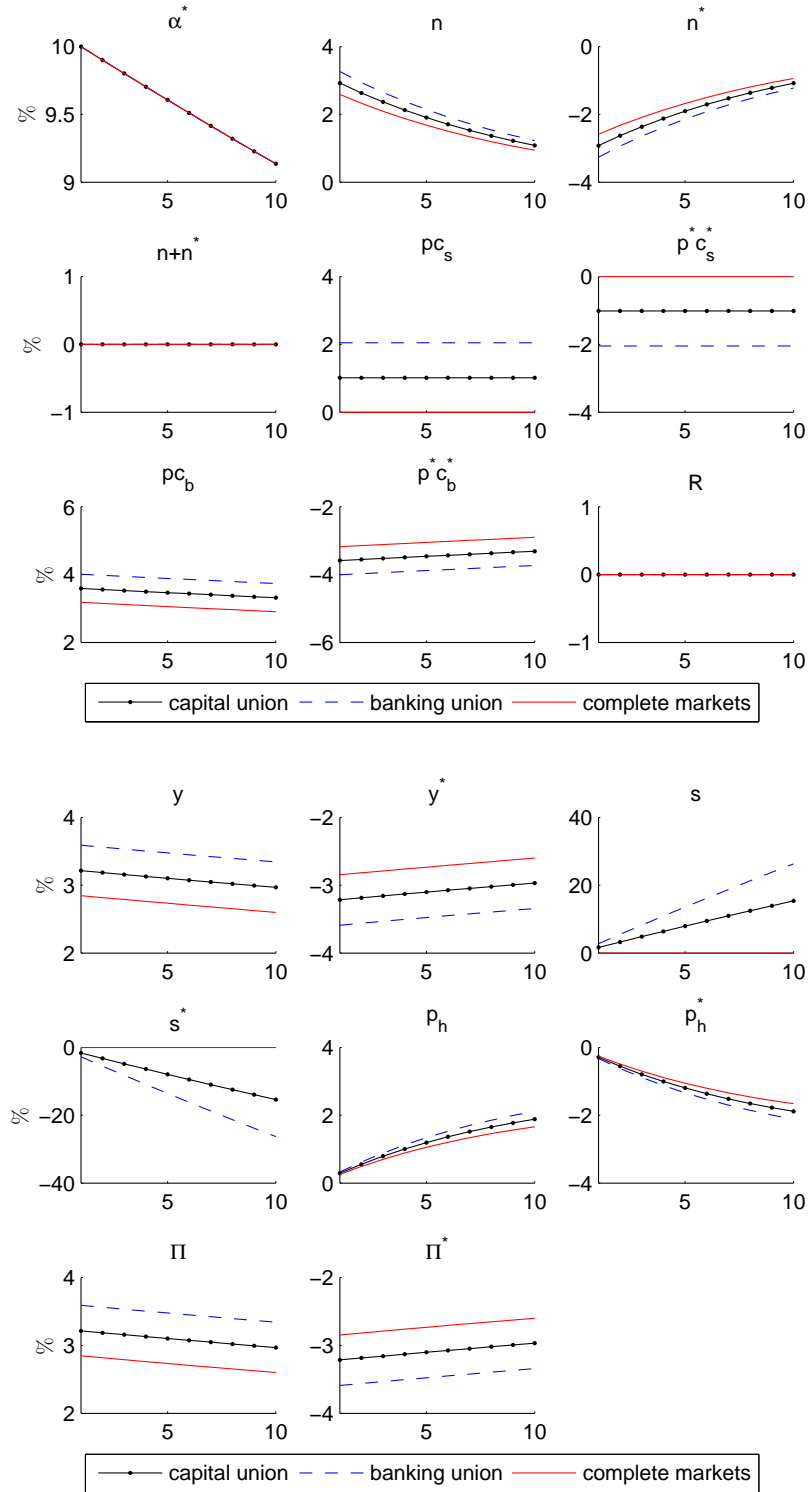 α* n n*
10 4 0
% 9.5 2 −2
9 0 −4
5 10 5 10 5 10
n+n* pc_s p*c_s*
1 4 0
% 0 2 −2
−1 0 −4
5 10 5 10 5 10
pc_b p*c_b* R
6 −2 1
% 4 −4 0
2 −6 −1
5 10 5 10 5 10
capital union banking union complete markets
y y* s
4 −2 40
% 3 −3 20
2 −4 0
5 10 5 10 5 10
s* p_h p_h*
0 4 0
% −20 2 −2
−40 0 −4
5 10 5 10 5 10
Π Π*
4 −2
% 3 −3
2 −4
5 10 5 10
capital union banking union complete markets